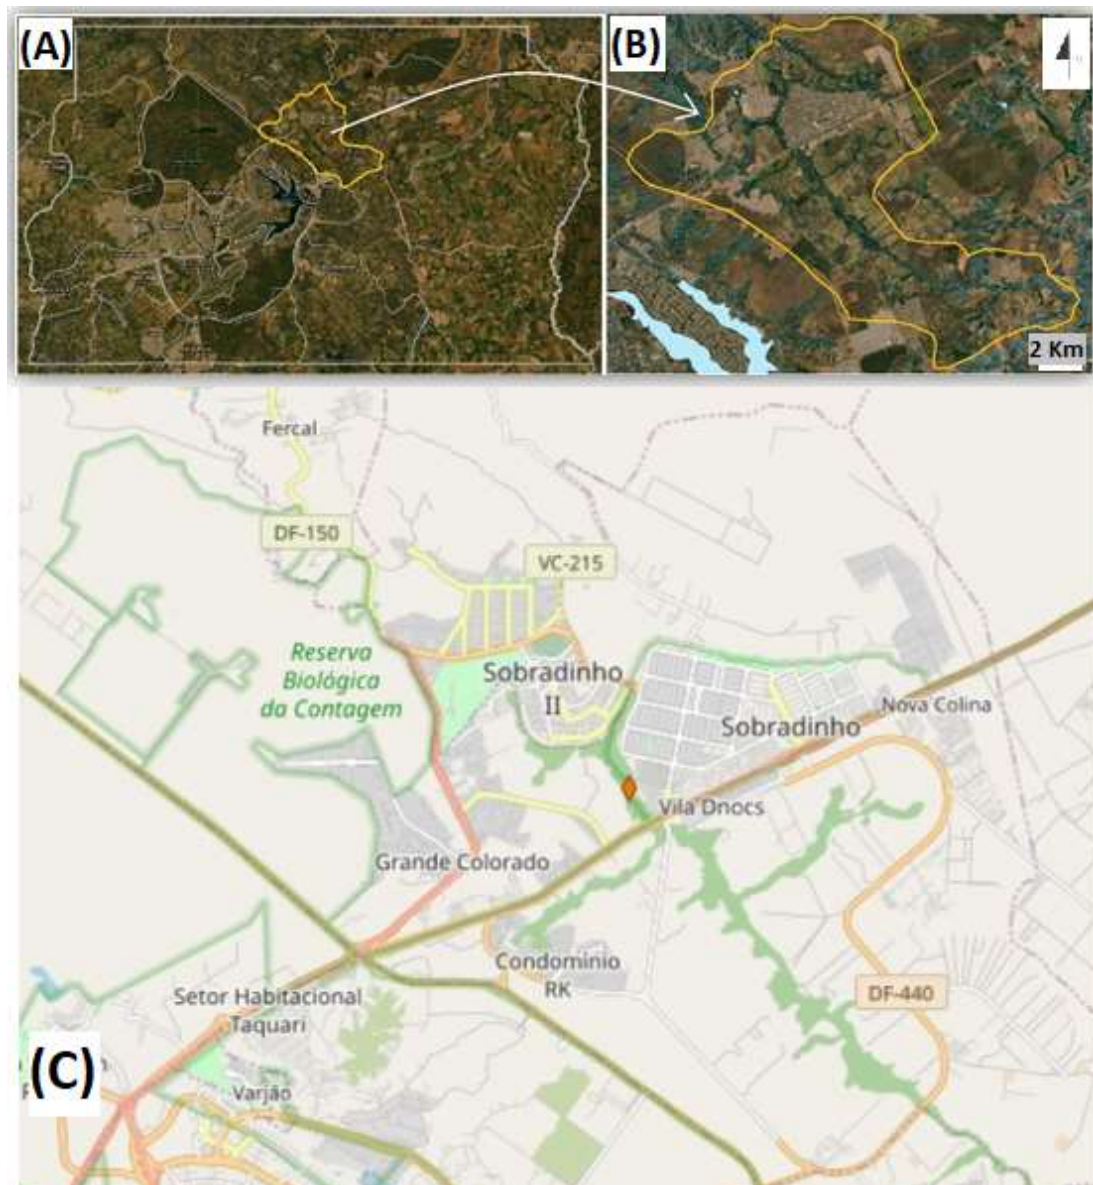 (A)
(B)
2 Km
Fercal
DF-150
VC-215
Reserva
Biológica
da Contagem
Sobradinho
II
Sobradinho
Nova Colina
Vila Dnocs
Grande Colorado
Condomínio
RK
DF-440
Setor Habitacional
Taquari
(C)
Varjão